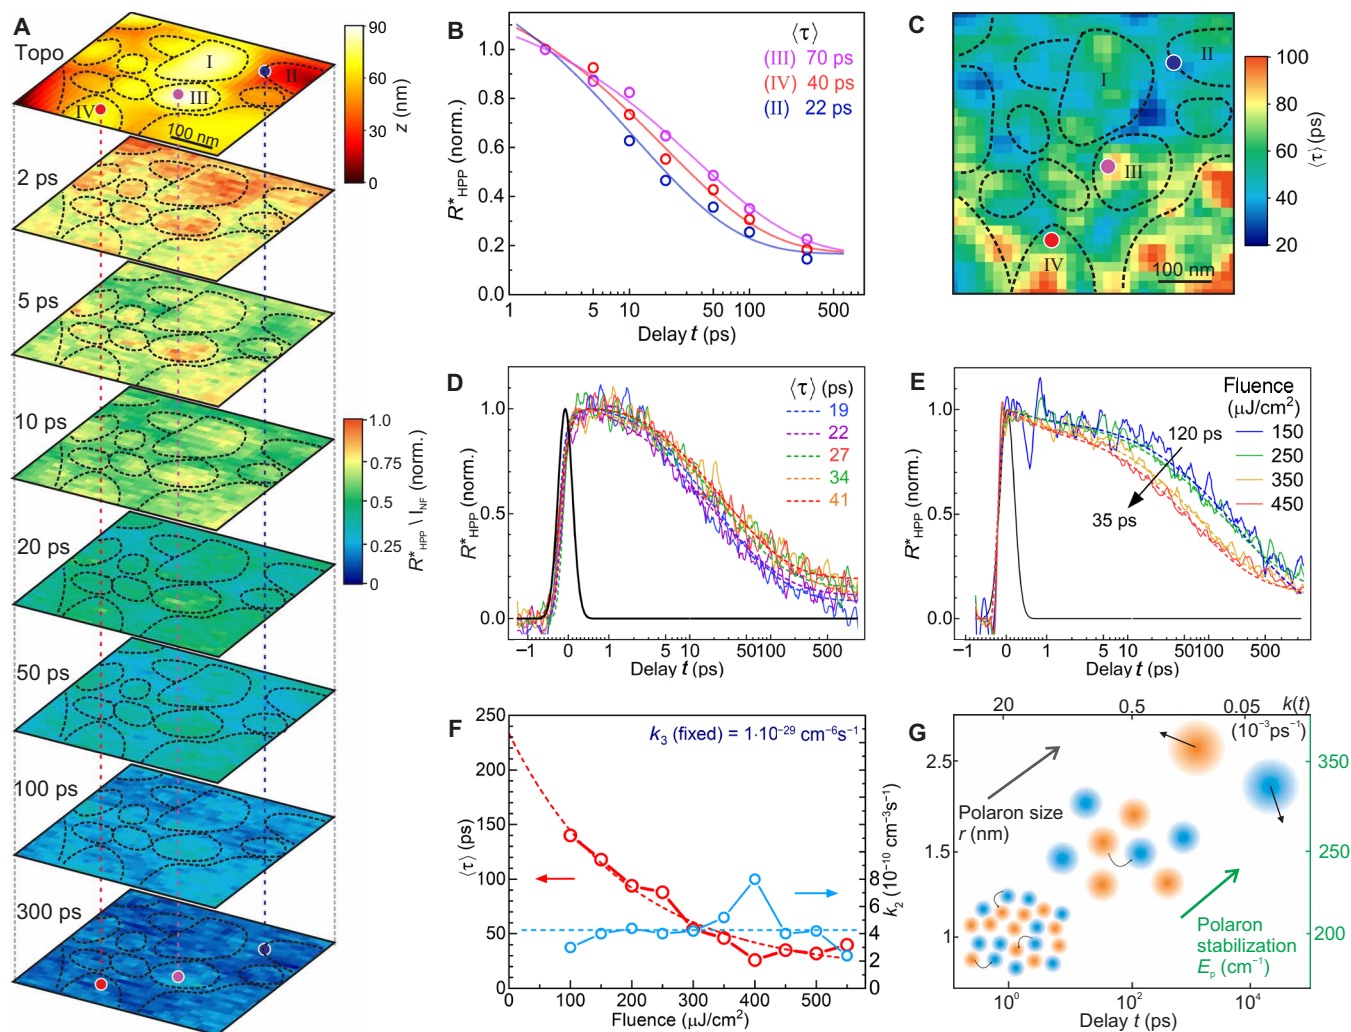 A
Topo
I
II
III
IV
100 nm
90
60
30
0
z (nm)
2 ps
5 ps
10 ps
20 ps
50 ps
100 ps
300 ps
1.0
0.75
0.50
0.25
0
R*HPP \ INF (norm.)
B
⟨τ⟩
(III) 70 ps
(IV) 40 ps
(II) 22 ps
1.0
0.8
0.6
0.4
0.2
0.0
R*HPP (norm.)
1 5 10 50 100 500
Delay t (ps)
C
I
II
III
IV
100 nm
100
80
60
40
20
⟨τ⟩ (ps)
D
⟨τ⟩ (ps)
19
22
27
34
41
1.0
0.5
0.0
R*HPP (norm.)
−1 0 1 5 10 50 100 500
Delay t (ps)
E
Fluence
(μJ/cm²)
150
250
350
450
120 ps
35 ps
1.0
0.5
0.0
R*HPP (norm.)
−1 0 1 5 10 50 100 500
Delay t (ps)
F
k₃ (fixed) = 1·10⁻²⁹ cm⁻⁶s⁻¹
250
200
150
100
50
0
⟨τ⟩ (ps)
8
6
4
2
0
k₂ (10⁻¹⁰ cm⁻³s⁻¹)
0 100 200 300 400 500
Fluence (μJ/cm²)
G
20 0.5 0.05 k(t)
(10⁻³ps⁻¹)
2.5
1.5
1
Polaron size
r (nm)
350
250
200
Polaron
stabilization
Eₚ (cm⁻¹)
10⁰ 10² 10⁴
Delay t (ps)